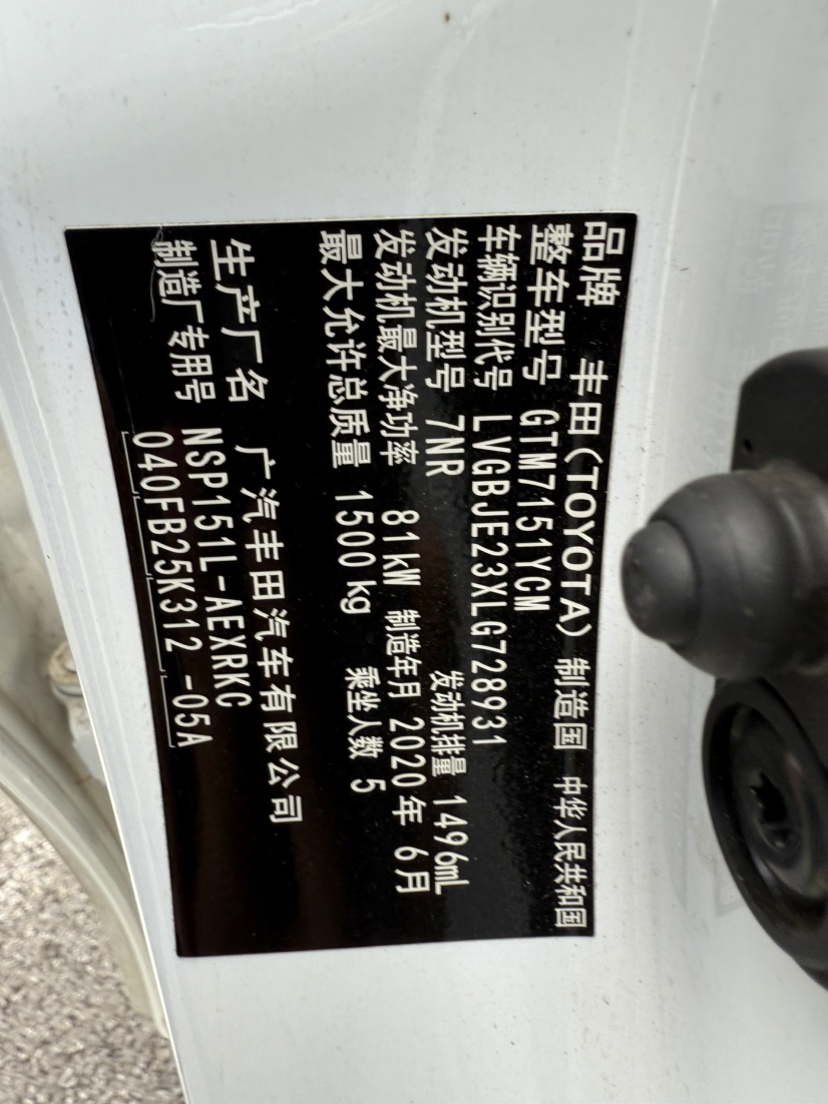 品牌 丰田(TOYOTA) 制造国 中华人民共和国
整车型号 GTM7151YCM
车辆识别代号 LVGBJE23XLG728931
发动机型号 7NR 发动机排量 1496mL
发动机最大净功率 81kW 制造年月 2020年 6月
最大允许总质量 1500kg 乘坐人数 5
生产厂名 广汽丰田汽车有限公司
制造厂专用号 NSP151L-AEXRKC
040FB25K312 -05A